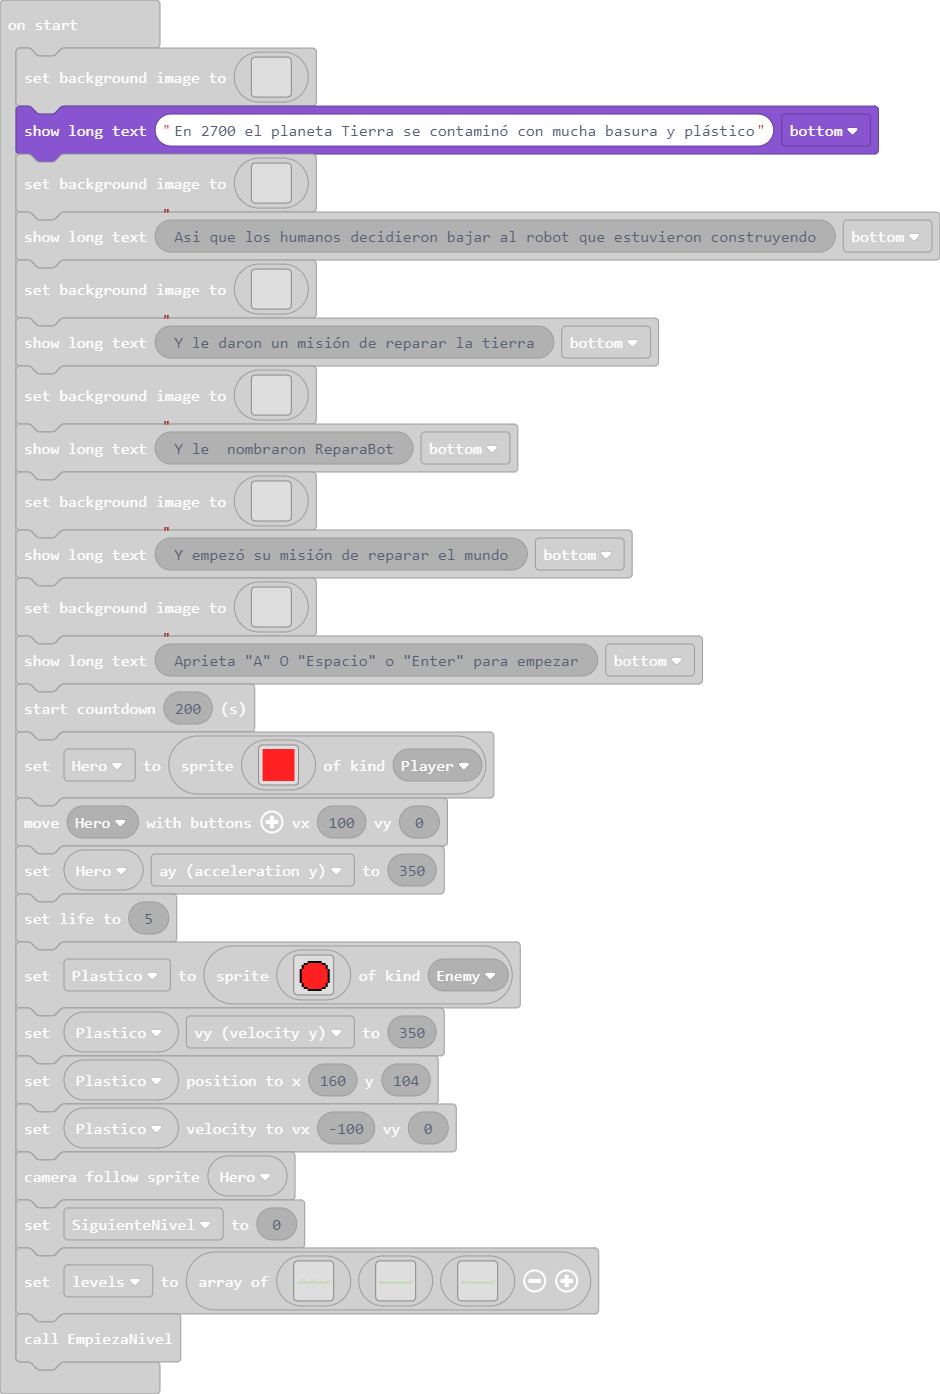 on start
set background image to
show long text "En 2700 el planeta Tierra se contaminó con mucha basura y plástico" bottom
set background image to
show long text " Asi que los humanos decidieron bajar al robot que estuvieron construyendo bottom
set background image to
show long text " Y le daron un misión de reparar la tierra bottom
set background image to
show long text " Y le  nombraron ReparaBot bottom
set background image to
show long text " Y empezó su misión de reparar el mundo bottom
set background image to
show long text " Aprieta "A" O "Espacio" o "Enter" para empezar bottom
start countdown 200 (s)
set Hero to sprite of kind Player
move Hero with buttons + vx 100 vy 0
set Hero ay (acceleration y) to 350
set life to 5
set Plastico to sprite of kind Enemy
set Plastico vy (velocity y) to 350
set Plastico position to x 160 y 104
set Plastico velocity to vx -100 vy 0
camera follow sprite Hero
set SiguienteNivel to 0
set levels to array of - +
call EmpiezaNivel